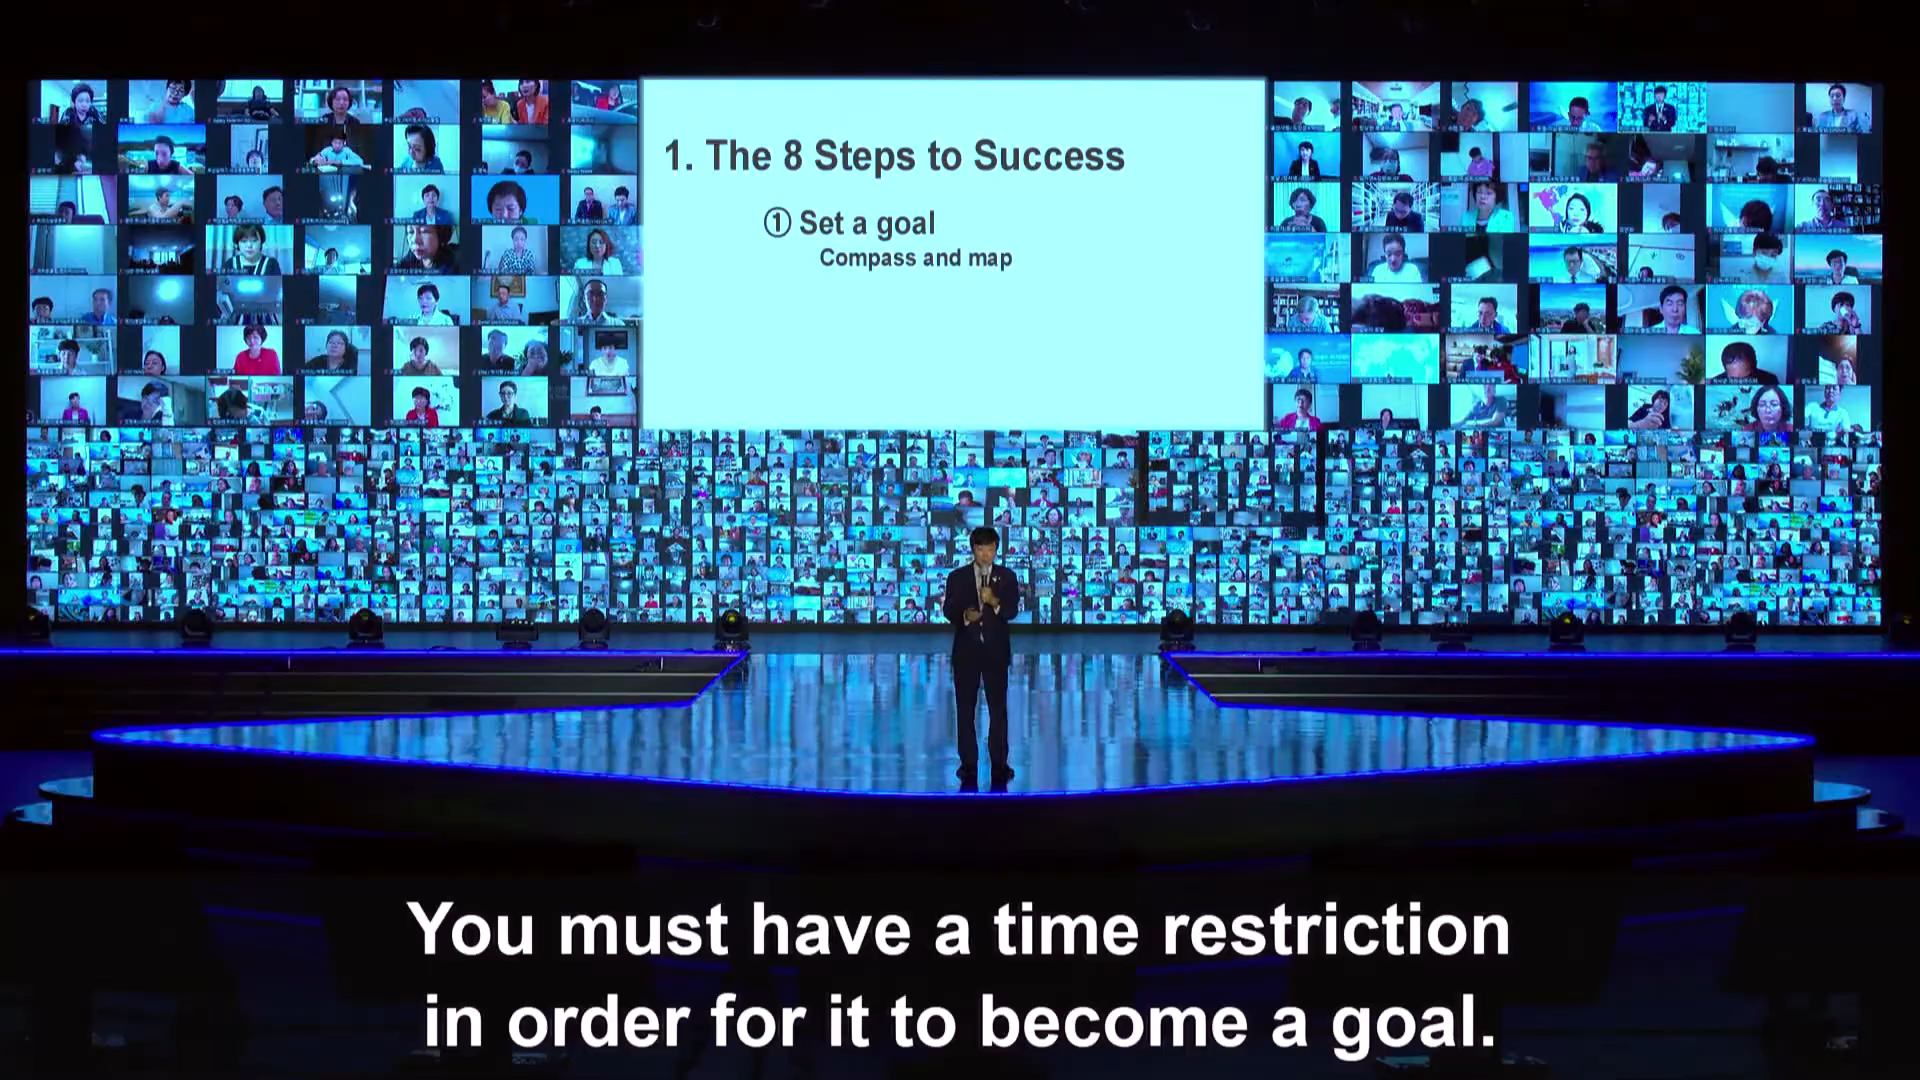 1. The 8 Steps to Success
① Set a goal
Compass and map
You must have a time restriction
in order for it to become a goal.